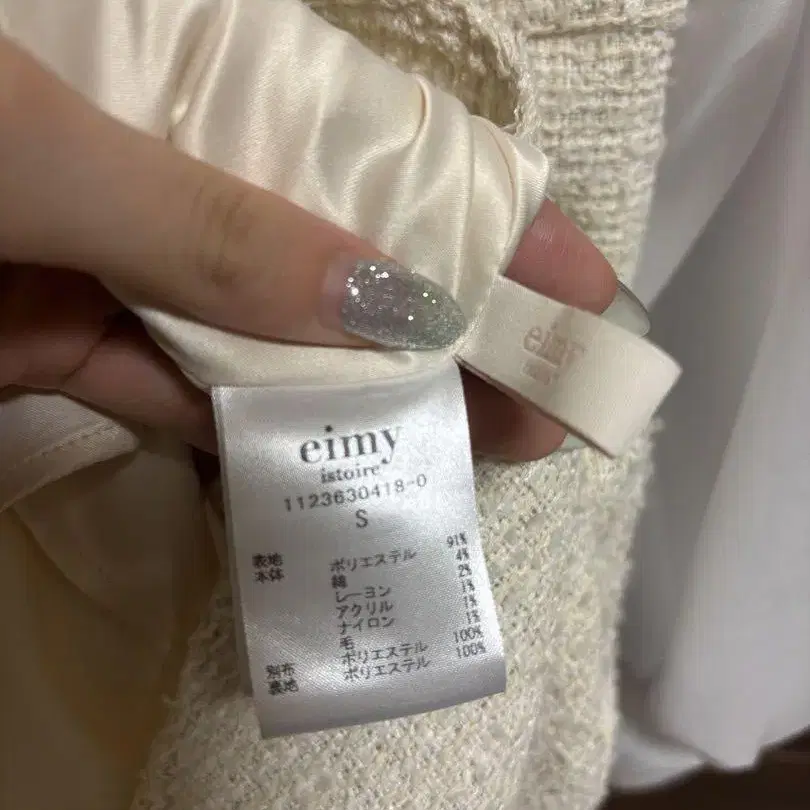 eimy
istoire
1123630418-0
S
表地 ポリエステル 91%
本体 綿 4%
レーヨン 2%
アクリル 1%
ナイロン 1%
毛 1%
別布 ポリエステル 100%
表地 ポリエステル 100%
eimy